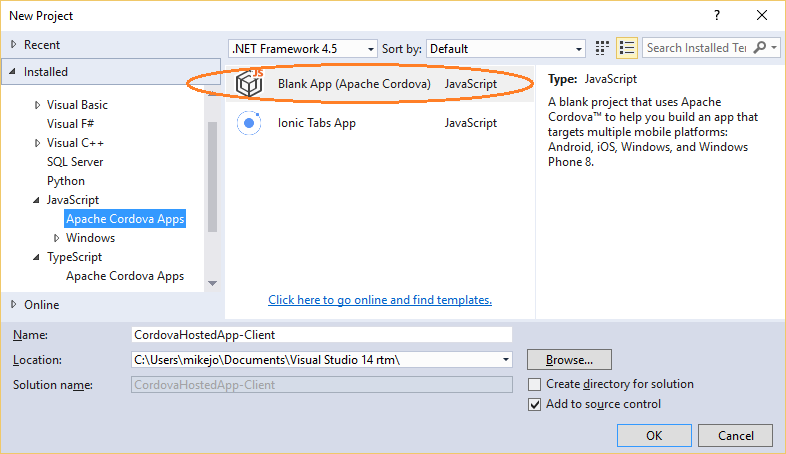 New Project
?
Recent
.NET Framework 4.5
Sort by:
Default
Search Installed Te
Installed
Visual Basic
Visual F#
Visual C++
SQL Server
Python
JavaScript
Apache Cordova Apps
Windows
TypeScript
Apache Cordova Apps
Online
JS
Blank App (Apache Cordova) JavaScript
Ionic Tabs App JavaScript
Click here to go online and find templates.
Type: JavaScript
A blank project that uses Apache
Cordova™ to help you build an app that
targets multiple mobile platforms:
Android, iOS, Windows, and Windows
Phone 8.
Name: CordovaHostedApp-Client
Location: C:\Users\mikejo\Documents\Visual Studio 14 rtm\
Browse...
Solution name: CordovaHostedApp-Client
Create directory for solution
Add to source control
OK
Cancel